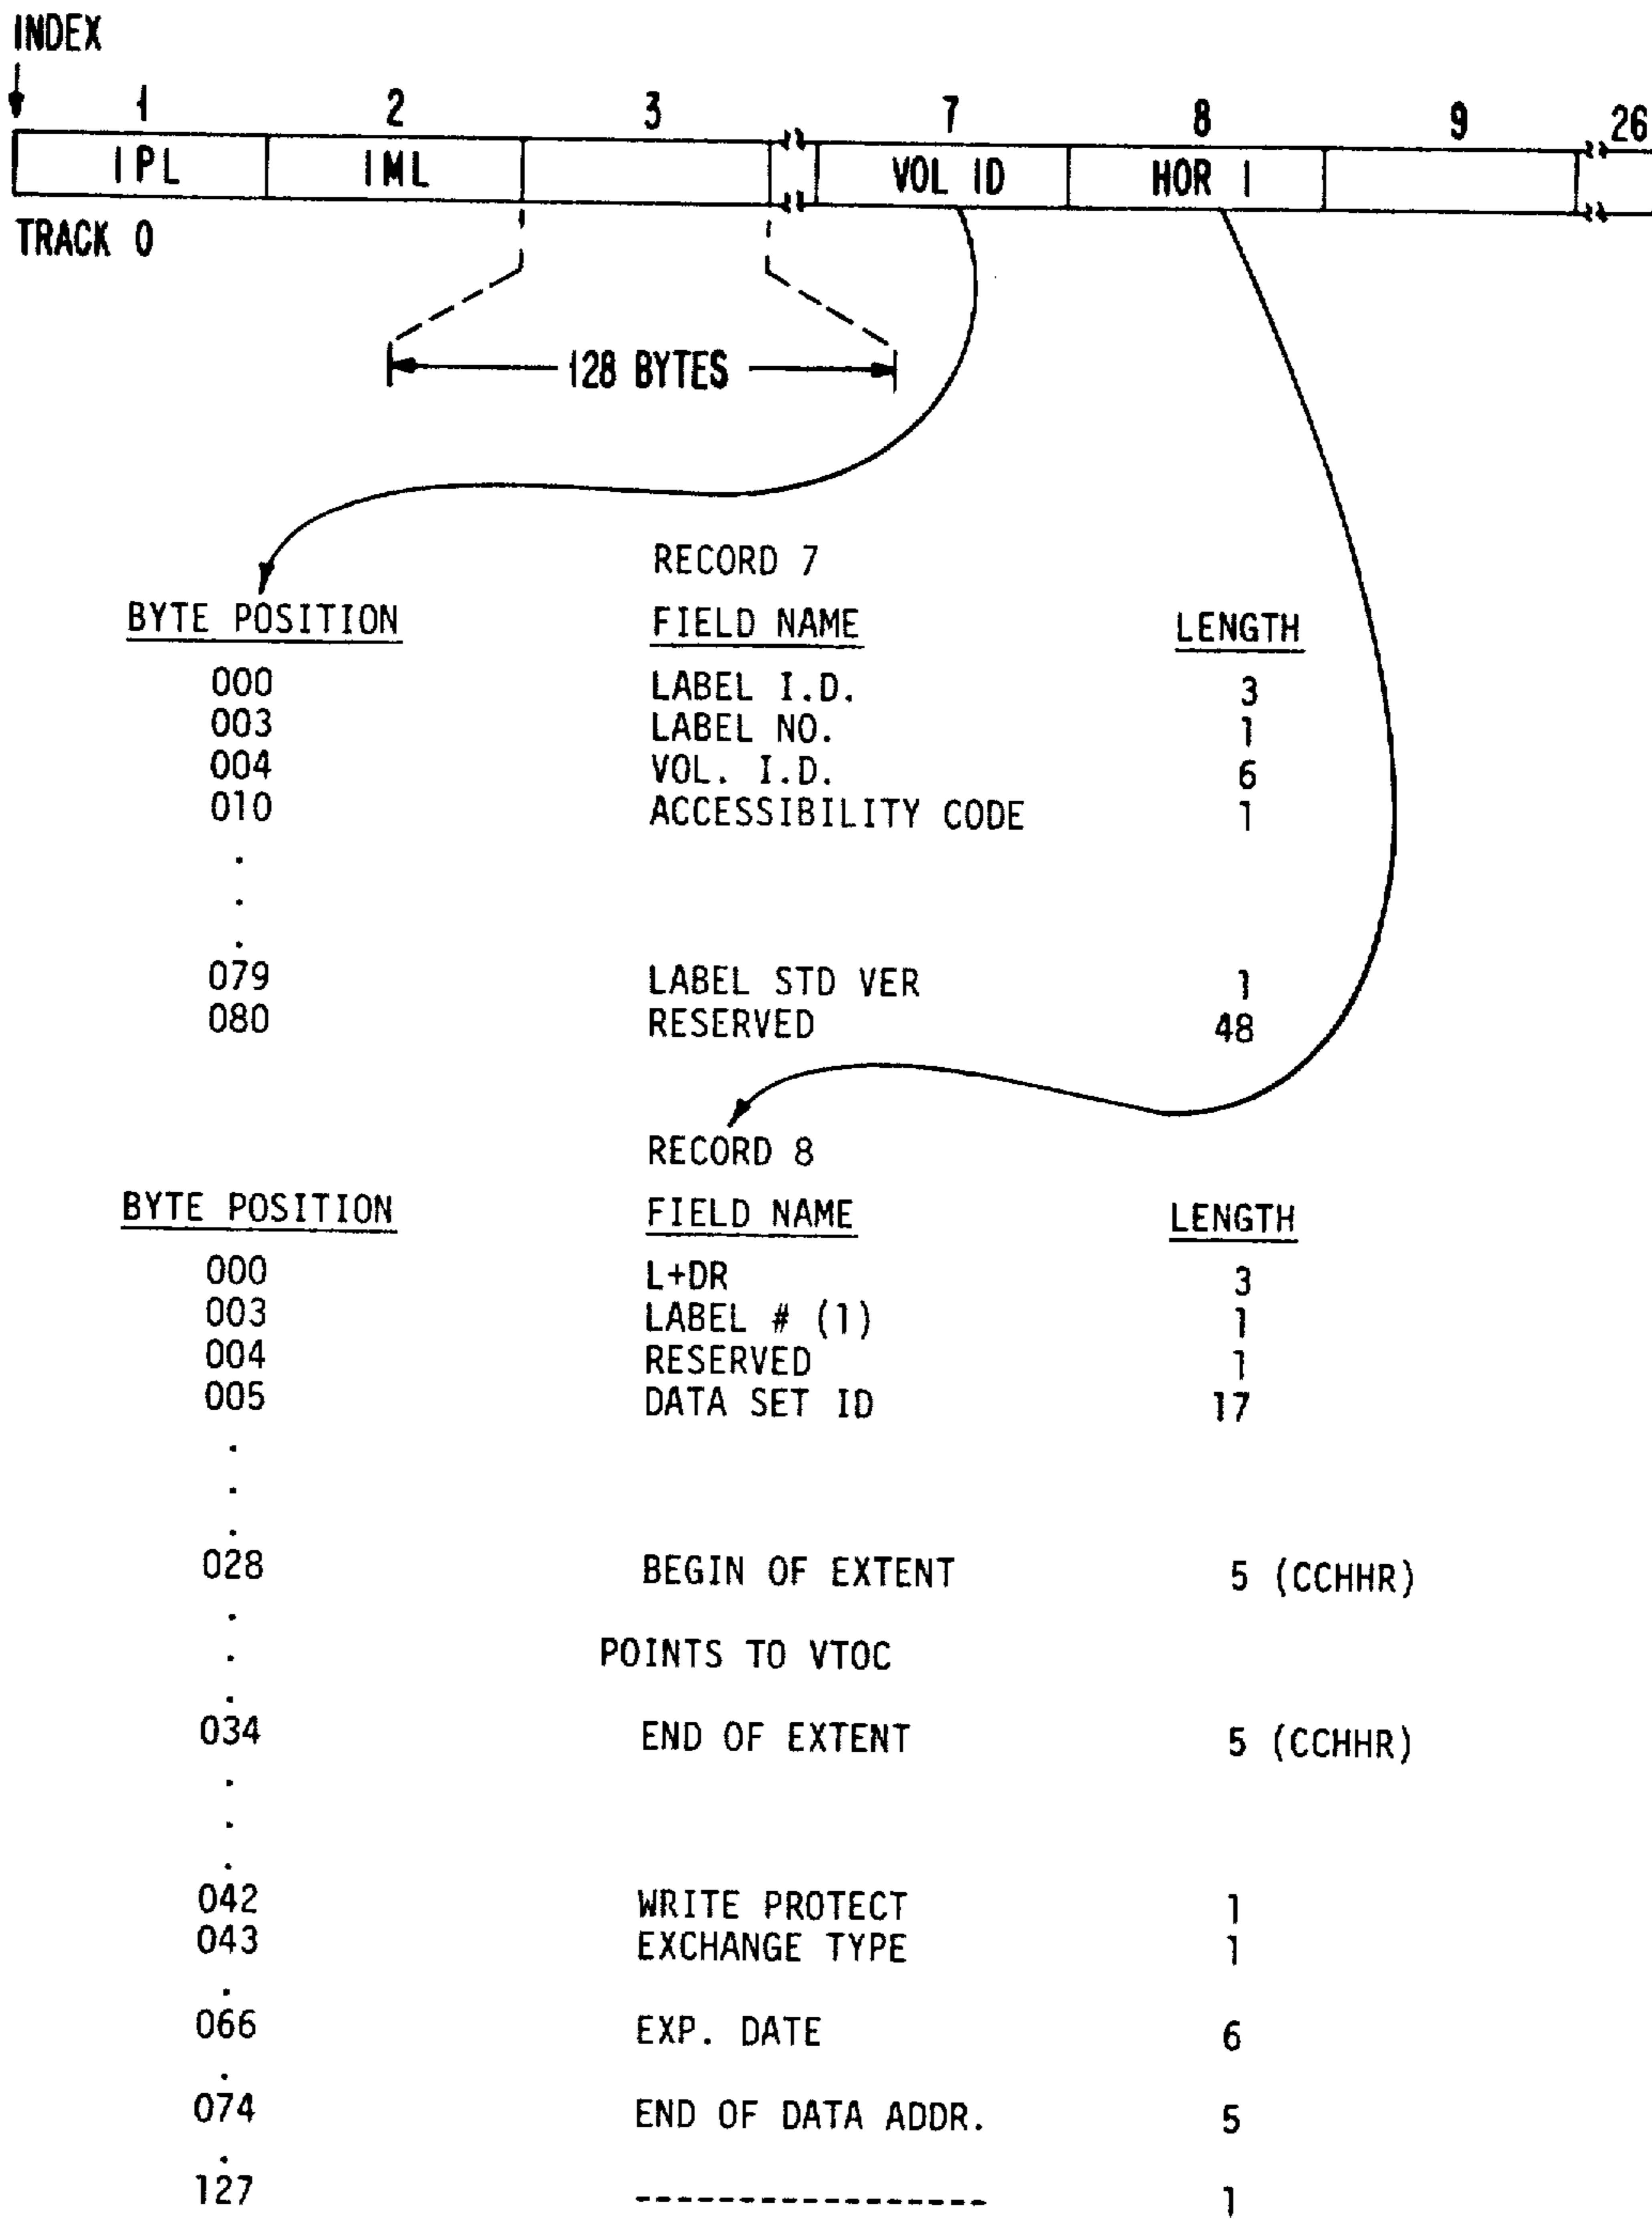 INDEX
1 2 3 7 8 9 26
IPL IML VOL ID HOR 1
TRACK 0
128 BYTES
RECORD 7
BYTE POSITION FIELD NAME LENGTH
000 LABEL I.D. 3
003 LABEL NO. 1
004 VOL. I.D. 6
010 ACCESSIBILITY CODE 1
.
.
.
079 LABEL STD VER 1
080 RESERVED 48
RECORD 8
BYTE POSITION FIELD NAME LENGTH
000 L+DR 3
003 LABEL # (1) 1
004 RESERVED 1
005 DATA SET ID 17
.
.
.
028 BEGIN OF EXTENT 5 (CCHHR)
.
. POINTS TO VTOC
.
034 END OF EXTENT 5 (CCHHR)
.
.
.
042 WRITE PROTECT 1
043 EXCHANGE TYPE 1
.
066 EXP. DATE 6
.
074 END OF DATA ADDR. 5
.
127 ----------------- 1